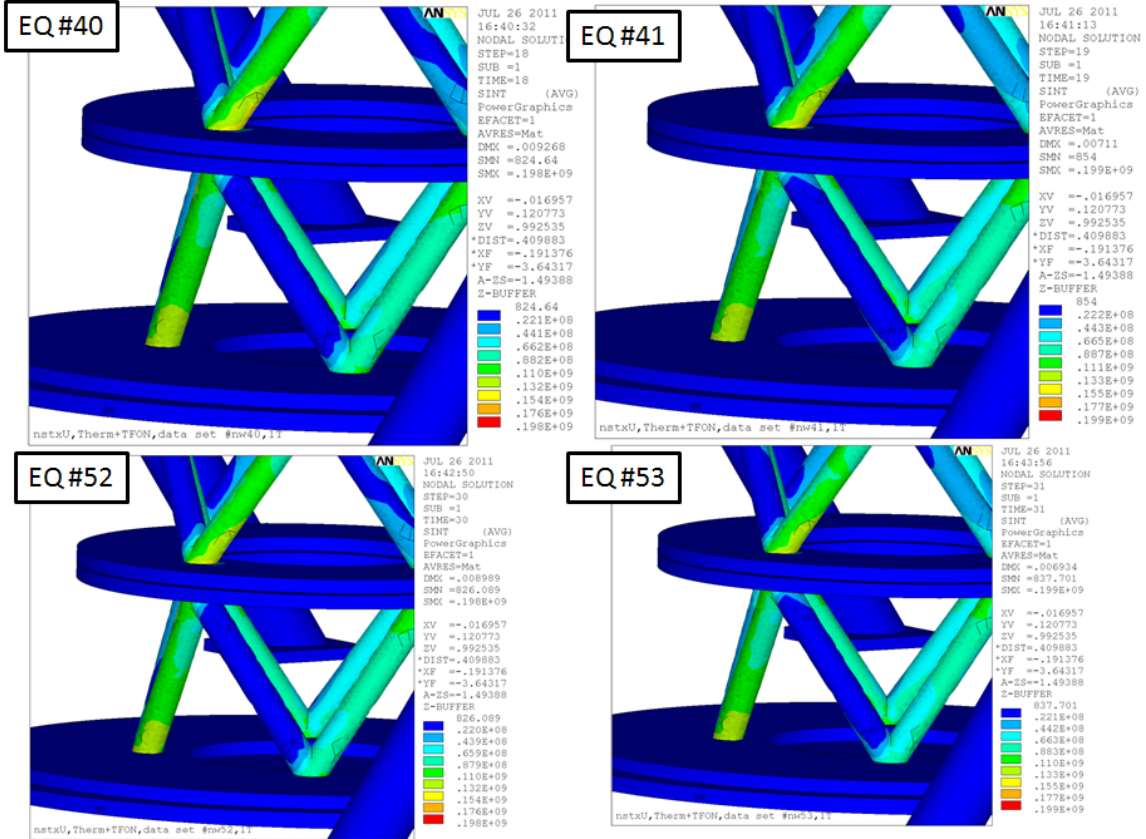 EQ #40
ANSYS
JUL 26 2011
16:40:32
NODAL SOLUTION
STEP=18
SUB =1
TIME=18
SINT (AVG)
PowerGraphics
EFACET=1
AVRES=Mat
DMX =.009268
SMN =824.64
SMX =.198E+09
XV =-.016957
YV =.120773
ZV =.992535
*DIST=.409883
*XF =-.191376
*YF =-3.64317
A-ZS=-1.49388
Z-BUFFER
824.64
.221E+08
.441E+08
.662E+08
.882E+08
.110E+09
.132E+09
.154E+09
.176E+09
.198E+09
nstxU,Therm+TFON,data set #nw40,1T
EQ #41
ANSYS
JUL 26 2011
16:41:13
NODAL SOLUTION
STEP=19
SUB =1
TIME=19
SINT (AVG)
PowerGraphics
EFACET=1
AVRES=Mat
DMX =.00711
SMN =854
SMX =.199E+09
XV =-.016957
YV =.120773
ZV =.992535
*DIST=.409883
*XF =-.191376
*YF =-3.64317
A-ZS=-1.49388
Z-BUFFER
854
.222E+08
.443E+08
.665E+08
.887E+08
.111E+09
.133E+09
.155E+09
.177E+09
.199E+09
nstxU,Therm+TFON,data set #nw41,1T
EQ #52
ANSYS
JUL 26 2011
16:42:50
NODAL SOLUTION
STEP=30
SUB =1
TIME=30
SINT (AVG)
PowerGraphics
EFACET=1
AVRES=Mat
DMX =.008989
SMN =826.089
SMX =.198E+09
XV =-.016957
YV =.120773
ZV =.992535
*DIST=.409883
*XF =-.191376
*YF =-3.64317
A-ZS=-1.49388
Z-BUFFER
826.089
.220E+08
.439E+08
.659E+08
.879E+08
.110E+09
.132E+09
.154E+09
.176E+09
.198E+09
nstxU,Therm+TFON,data set #nw52,1T
EQ #53
ANSYS
JUL 26 2011
16:43:56
NODAL SOLUTION
STEP=31
SUB =1
TIME=31
SINT (AVG)
PowerGraphics
EFACET=1
AVRES=Mat
DMX =.006934
SMN =837.701
SMX =.199E+09
XV =-.016957
YV =.120773
ZV =.992535
*DIST=.409883
*XF =-.191376
*YF =-3.64317
A-ZS=-1.49388
Z-BUFFER
837.701
.221E+08
.442E+08
.663E+08
.883E+08
.110E+09
.133E+09
.155E+09
.177E+09
.199E+09
nstxU,Therm+TFON,data set #nw53,1T